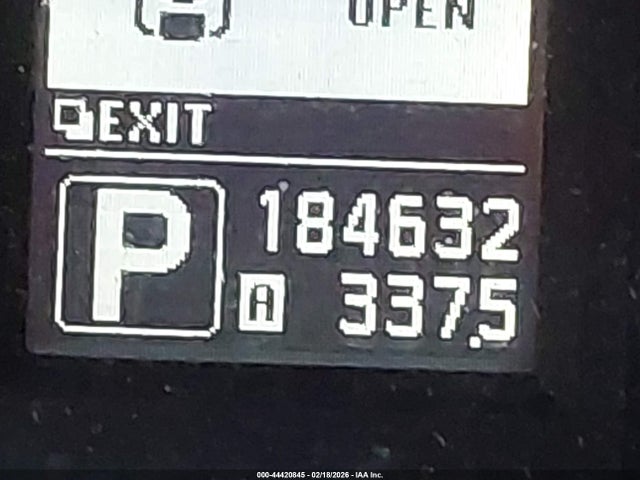 OPEN
EXIT
P 184632
A 337.5
000-44420845 - 02/18/2026 - IAA Inc.